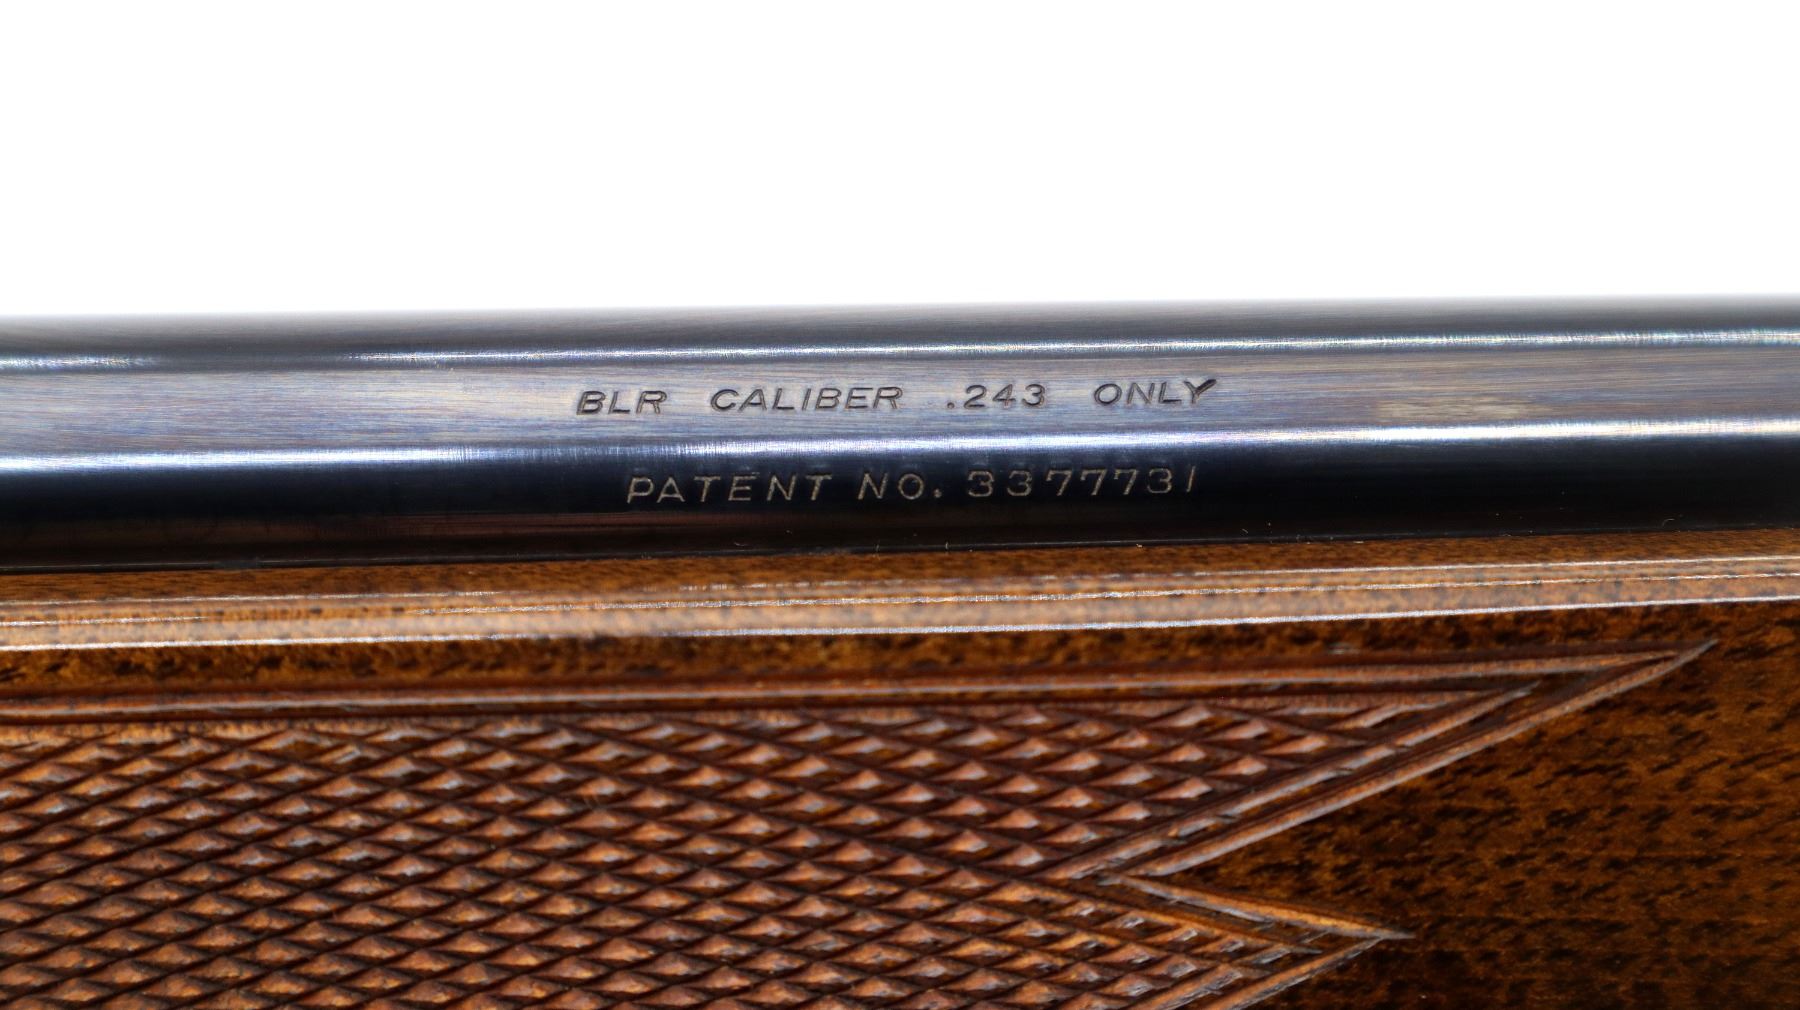 BLR CALIBER .243 ONLY
PATENT NO. 3377731